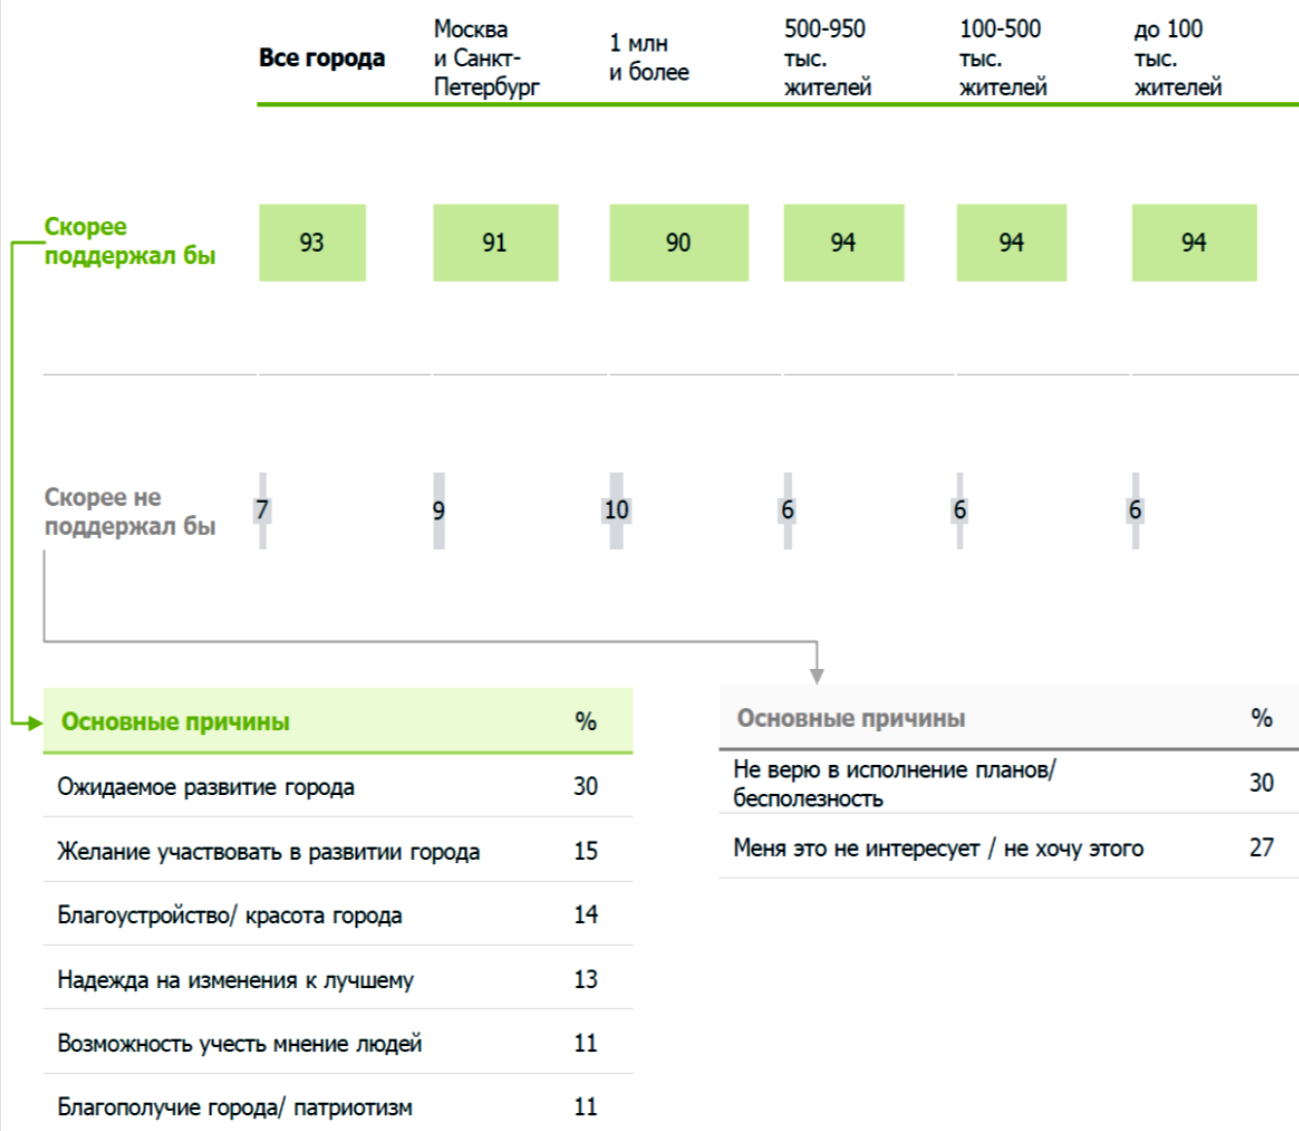 Все города
Москва
и Санкт-
Петербург
1 млн
и более
500-950
тыс.
жителей
100-500
тыс.
жителей
до 100
тыс.
жителей
Скорее
поддержал бы
93
91
90
94
94
94
Скорее не
поддержал бы
7
9
10
6
6
6
Основные причины %
Ожидаемое развитие города 30
Желание участвовать в развитии города 15
Благоустройство/ красота города 14
Надежда на изменения к лучшему 13
Возможность учесть мнение людей 11
Благополучие города/ патриотизм 11
Основные причины %
Не верю в исполнение планов/
бесполезность 30
Меня это не интересует / не хочу этого 27